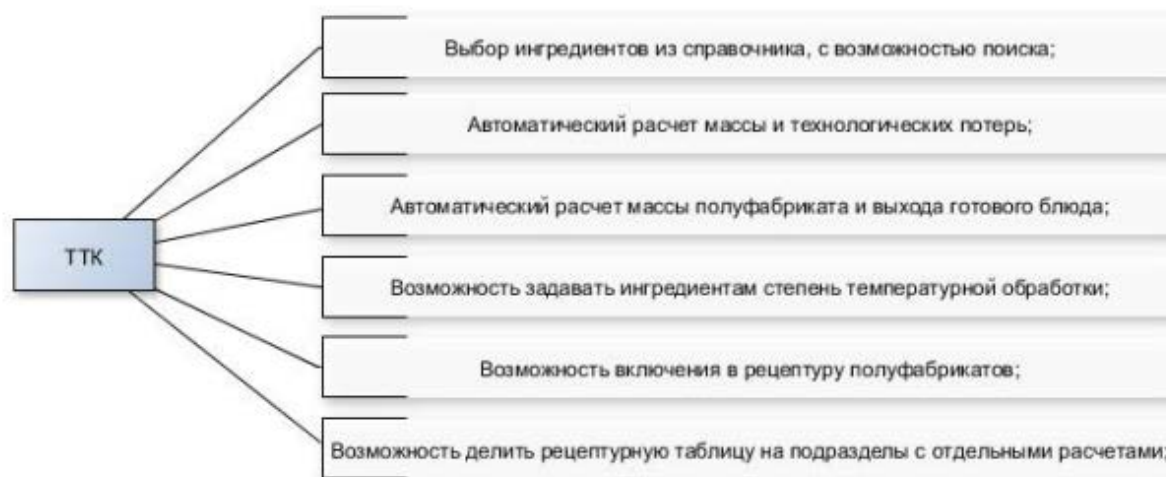 Выбор ингредиентов из справочника, с возможностью поиска;
Автоматический расчет массы и технологических потерь;
Автоматический расчет массы полуфабриката и выхода готового блюда;
ТТК
Возможность задавать ингредиентам степень температурной обработки;
Возможность включения в рецептуру полуфабрикатов;
Возможность делить рецептурную таблицу на подразделы с отдельными расчетами;